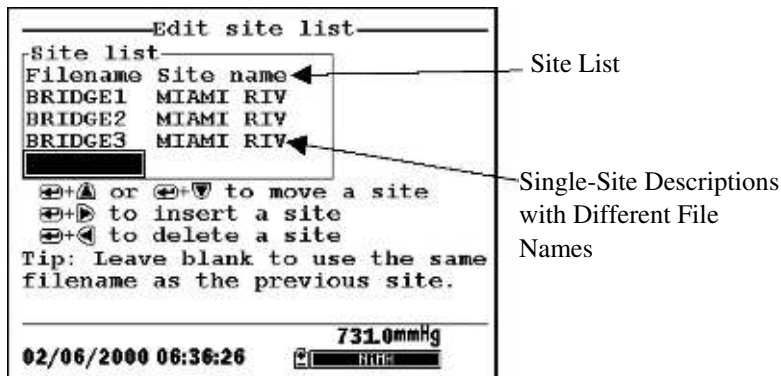 Edit site list
Site list
Filename Site name
BRIDGE1 MIAMI RIV
BRIDGE2 MIAMI RIV
BRIDGE3 MIAMI RIV
+ or + to move a site
+ to insert a site
+ to delete a site
Tip: Leave blank to use the same
filename as the previous site.
731.0mmHg
02/06/2000 06:36:26
NiMH
Site List
Single-Site Descriptions
with Different File
Names